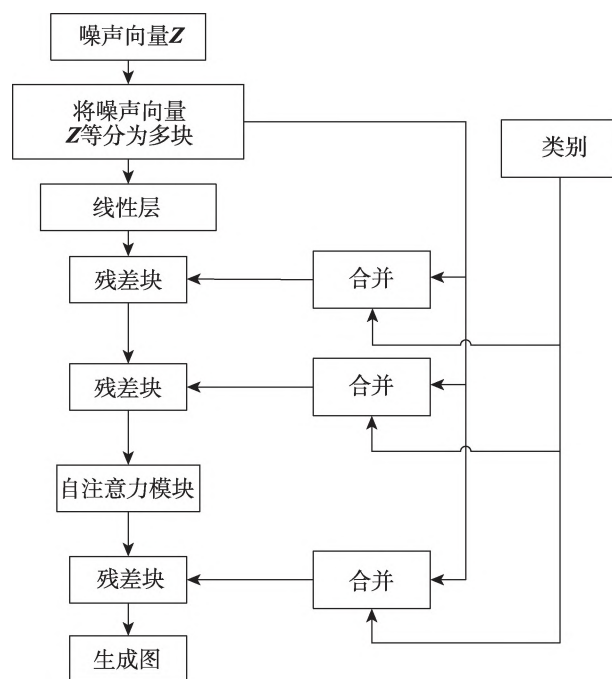 噪声向量Z
将噪声向量
Z等分为多块
类别
线性层
残差块
合并
残差块
合并
自注意力模块
残差块
合并
生成图